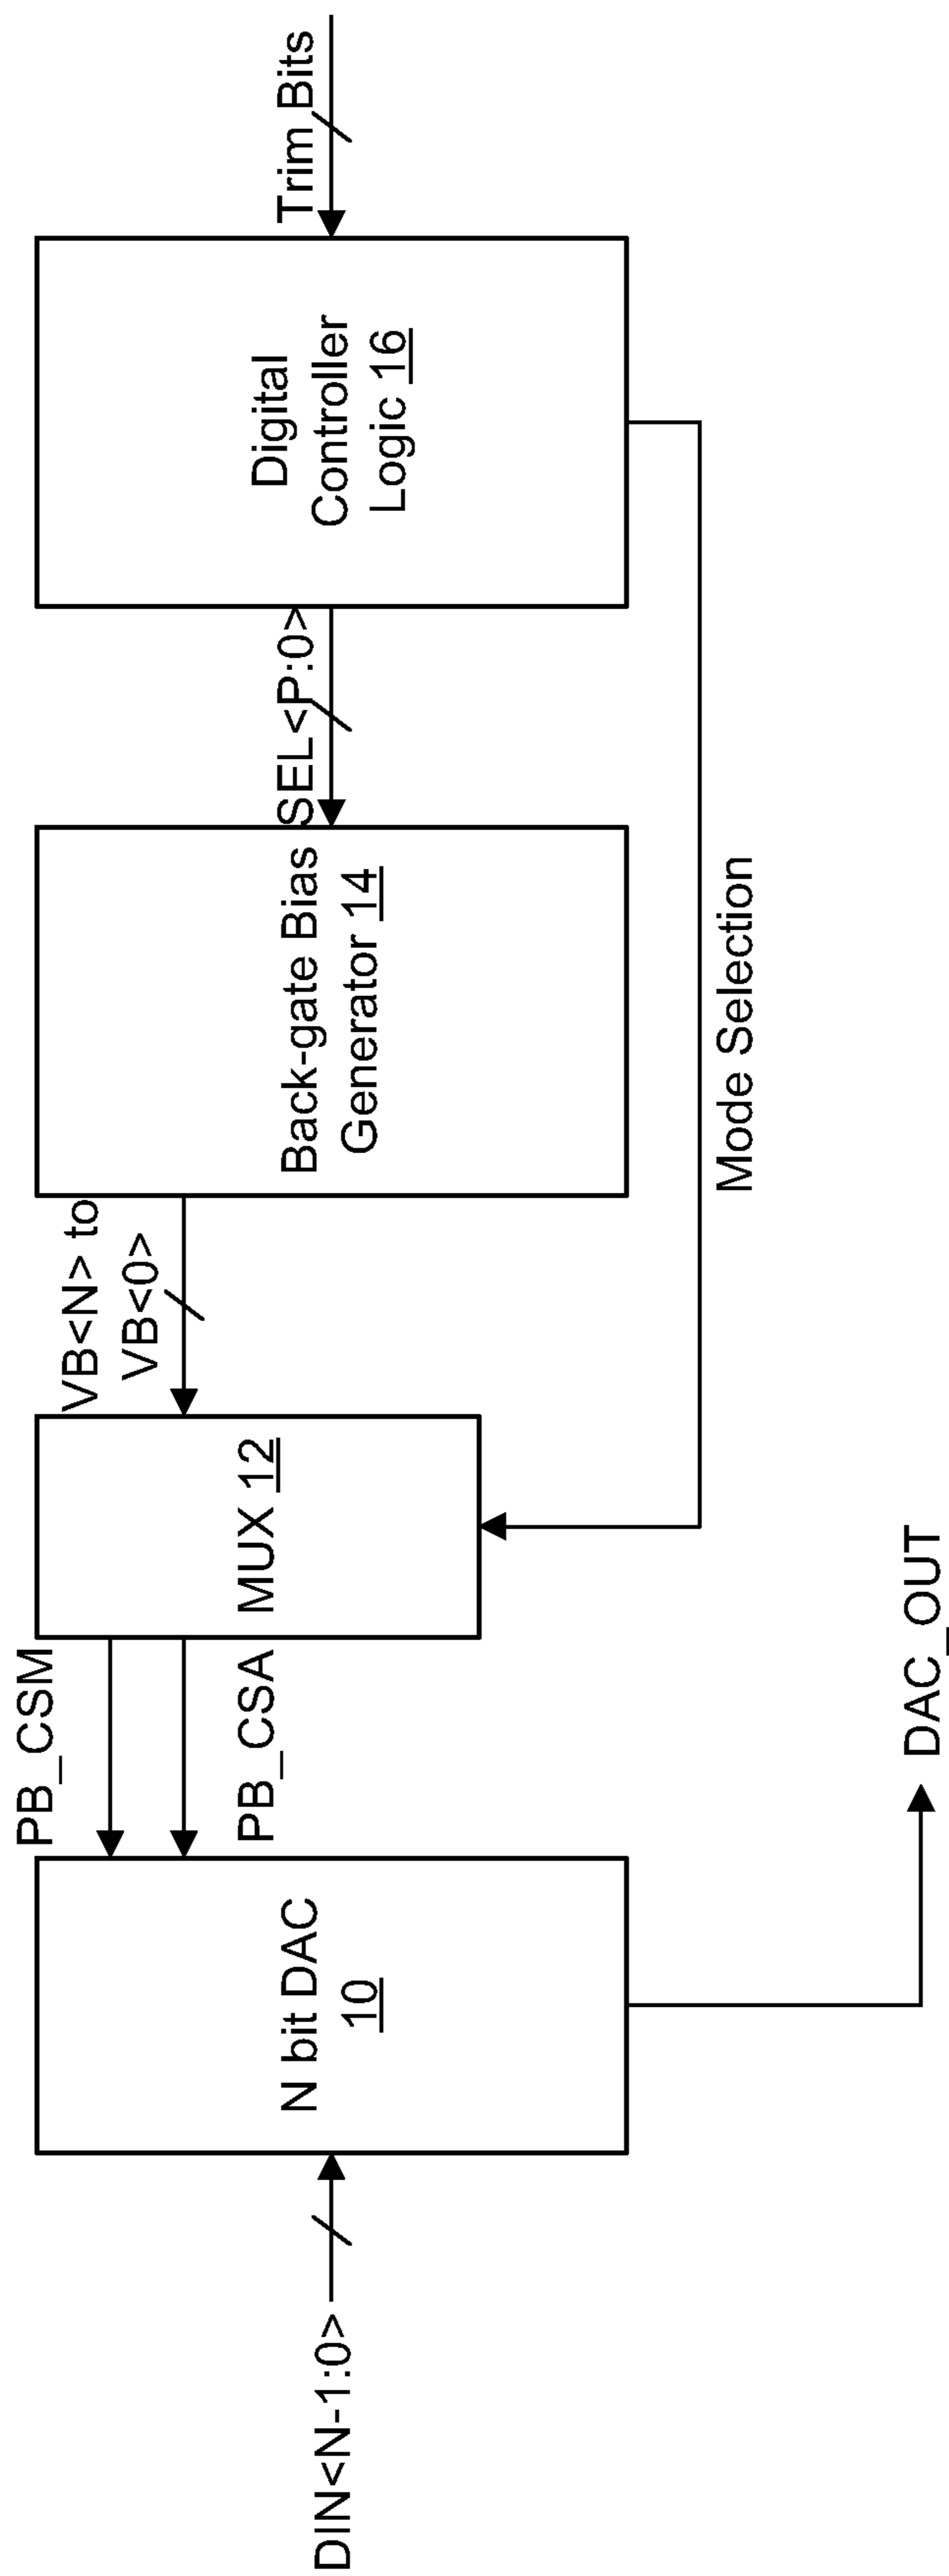 DIN<N-1:0>
N bit DAC
10
DAC_OUT
PB_CSM
PB_CSA
MUX 12
VB<N> to
VB<0>
Back-gate Bias
Generator 14
Mode Selection
SEL<P:0>
Digital
Controller
Logic 16
Trim Bits